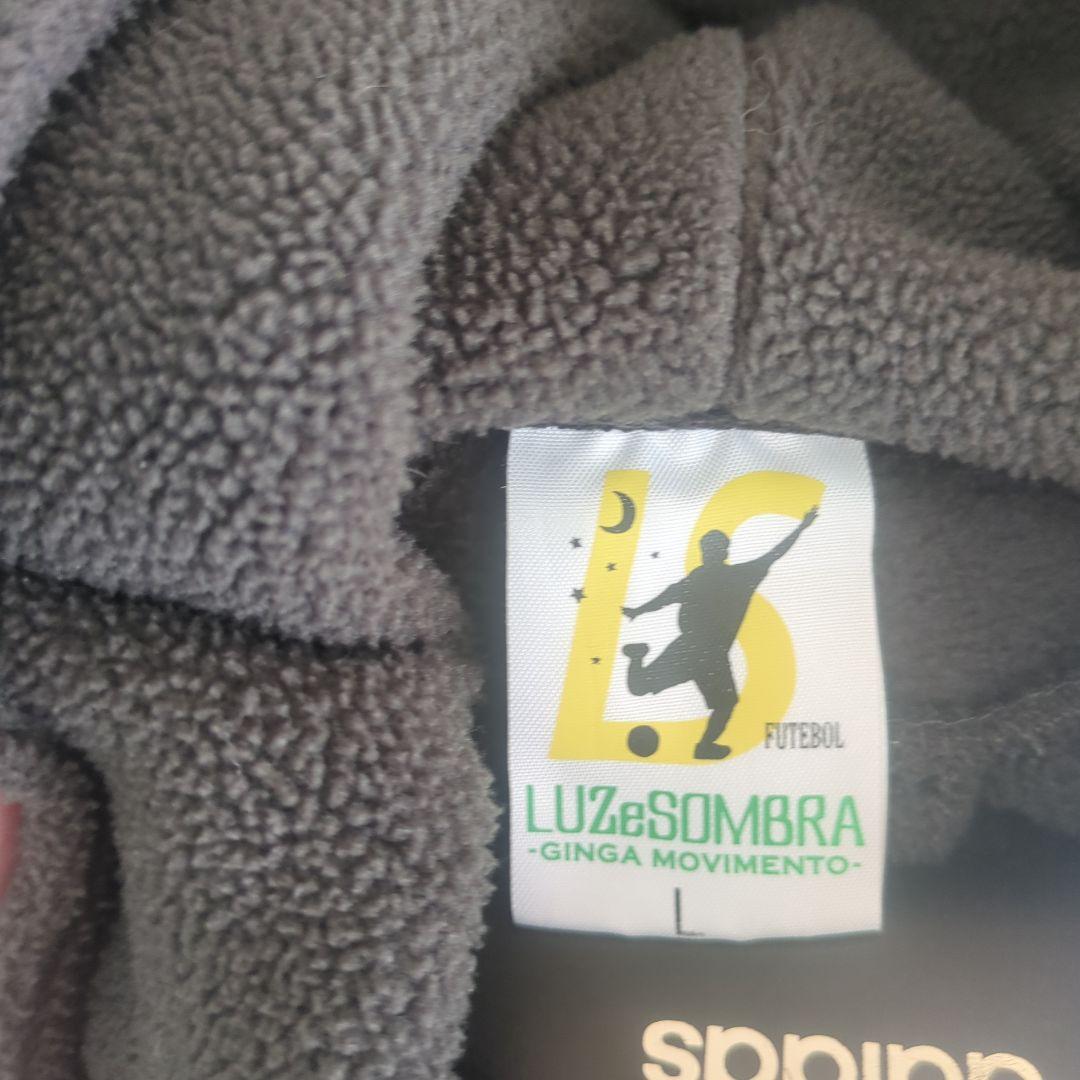 LS
FUTEBOL
LUZeSOMBRA
-GINGA MOVIMENTO-
L